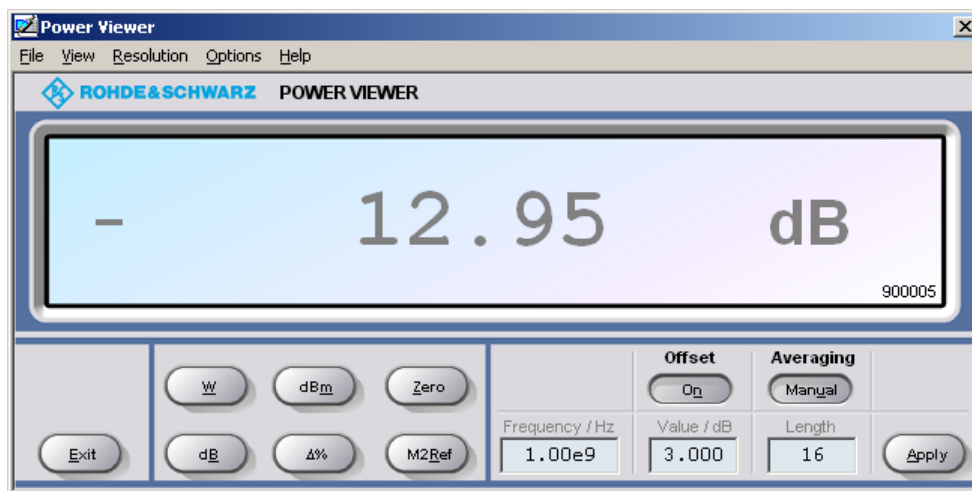 Power Viewer
File View Resolution Options Help
ROHDE&SCHWARZ POWER VIEWER
- 12.95 dB
900005
Offset Averaging
W dBm Zero On Manual
Frequency / Hz Value / dB Length
Exit dB Δ% M2Ref 1.00e9 3.000 16 Apply